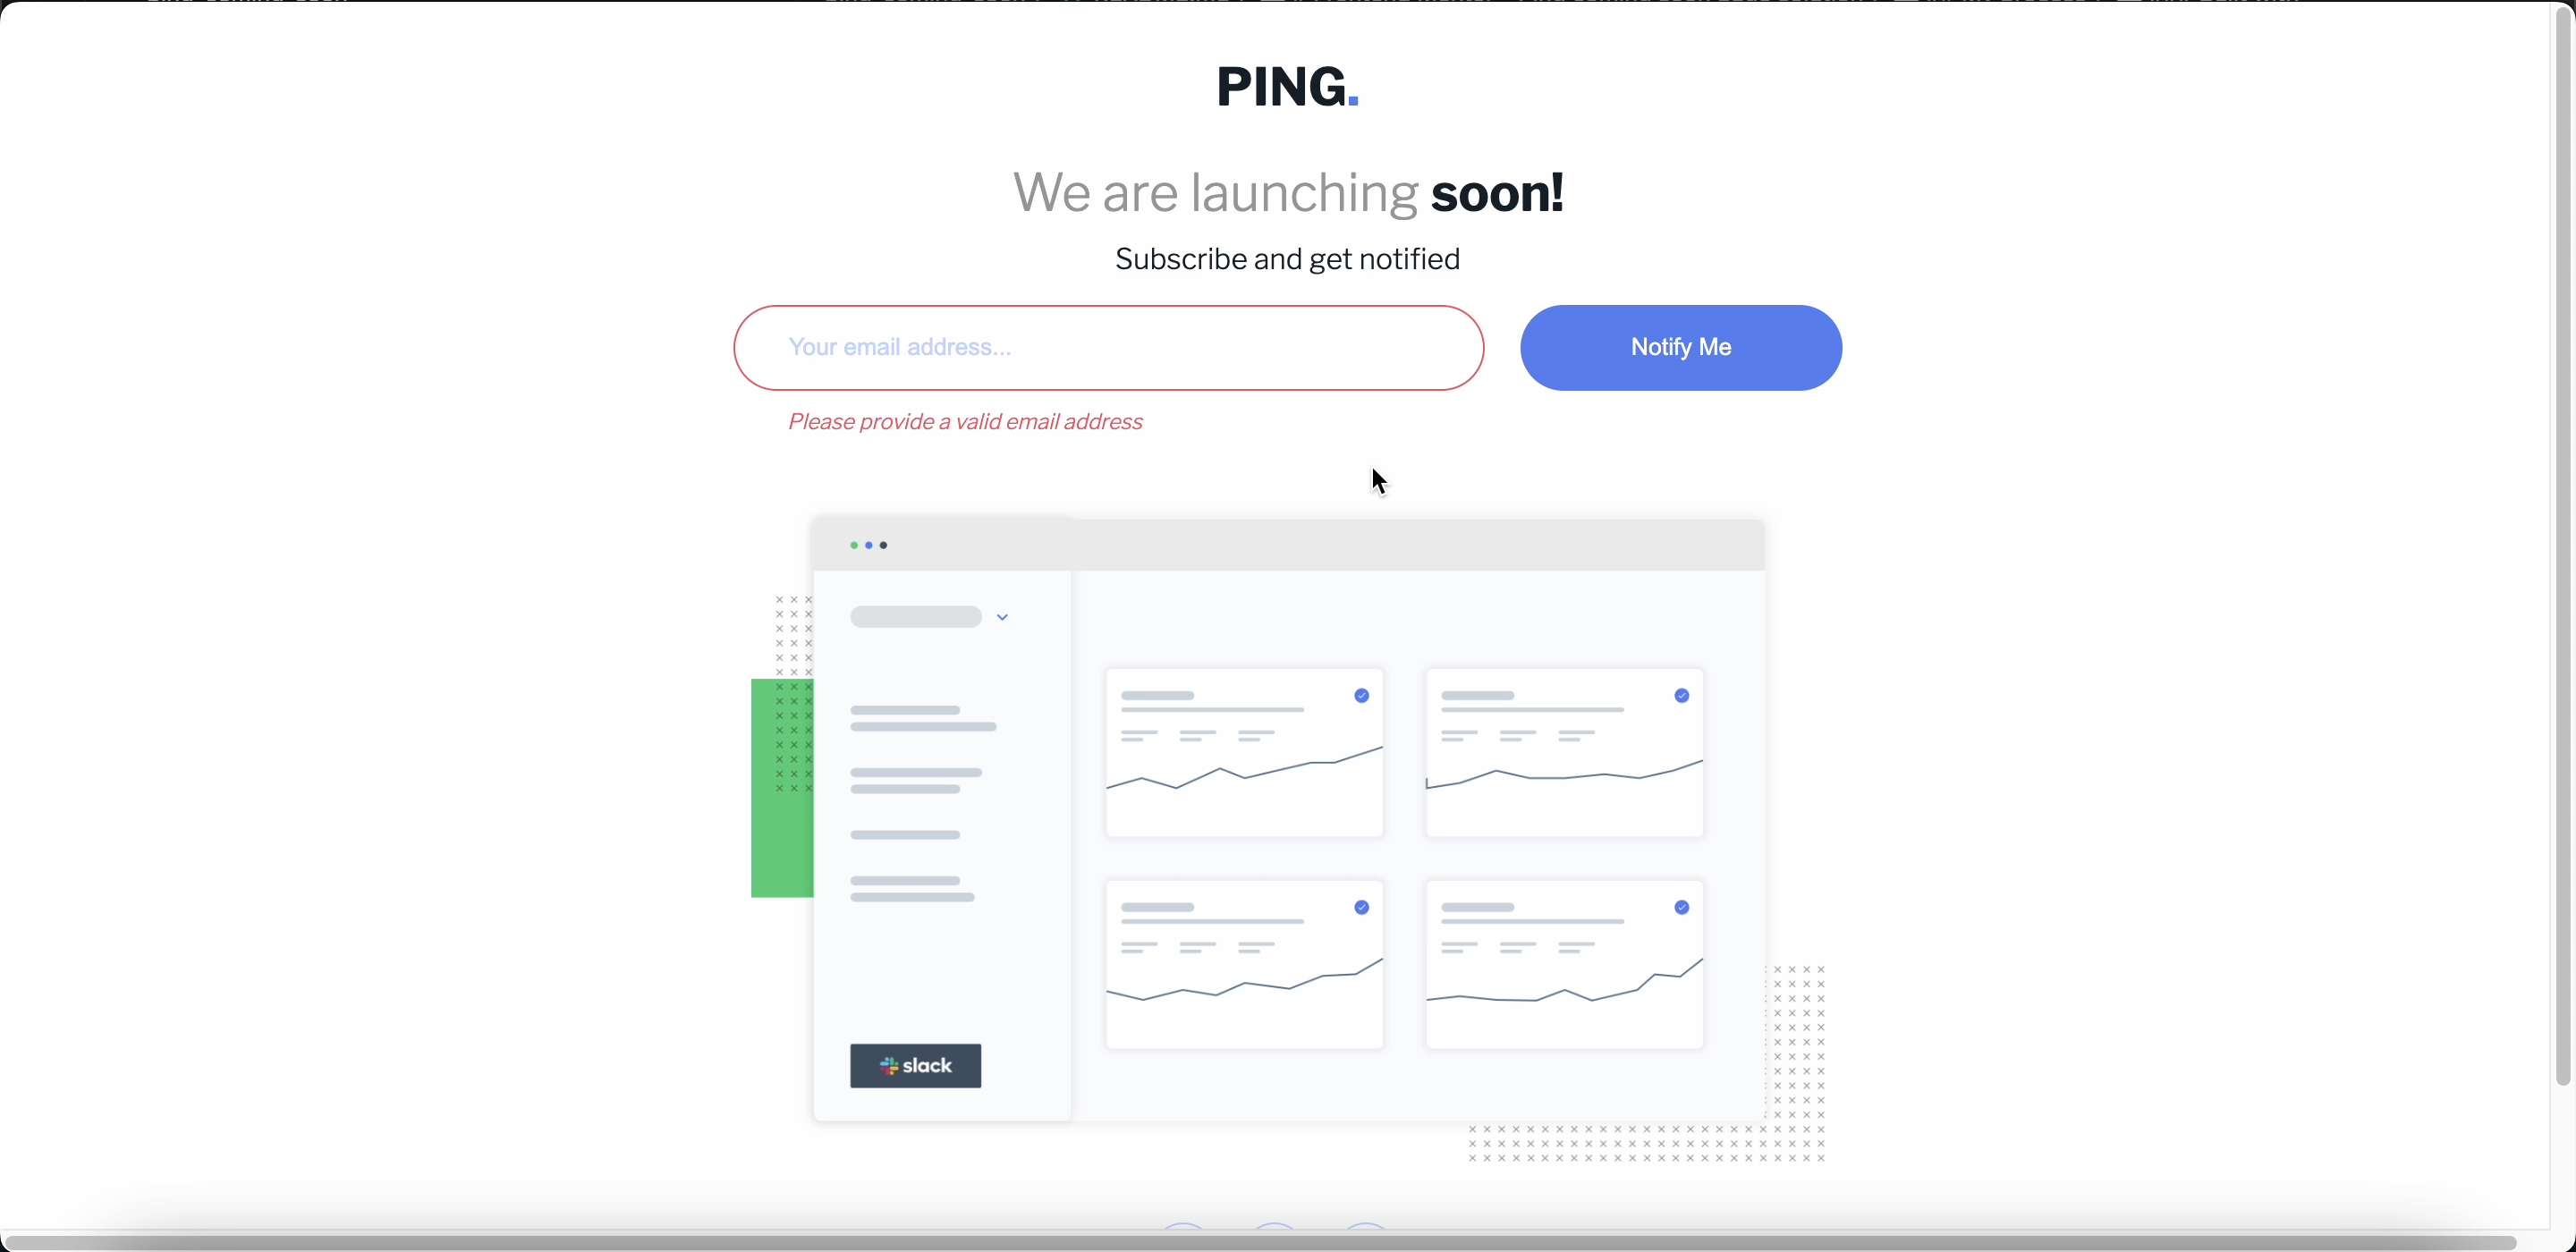 PING.
We are launching soon!
Subscribe and get notified
Your email address...
Notify Me
Please provide a valid email address
slack